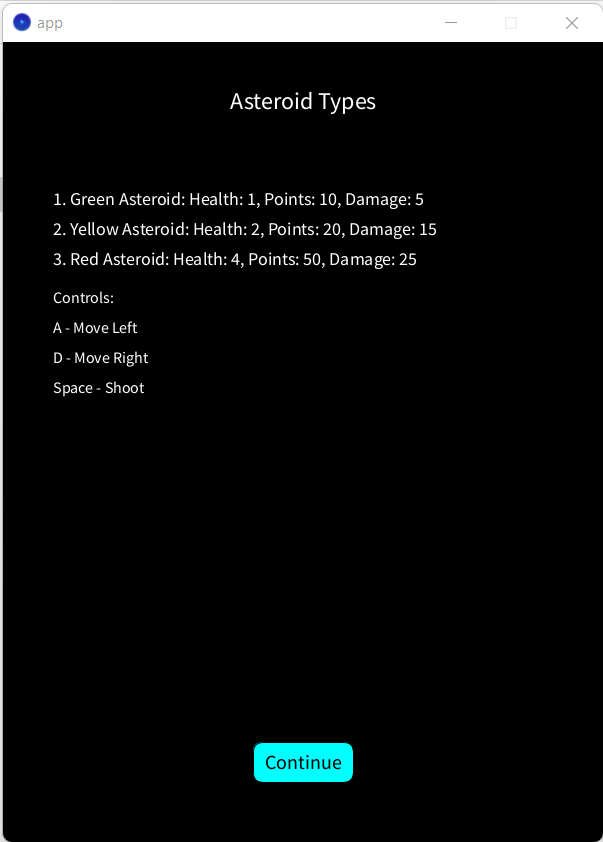 app
Asteroid Types
1. Green Asteroid: Health: 1, Points: 10, Damage: 5
2. Yellow Asteroid: Health: 2, Points: 20, Damage: 15
3. Red Asteroid: Health: 4, Points: 50, Damage: 25
Controls:
A - Move Left
D - Move Right
Space - Shoot
Continue